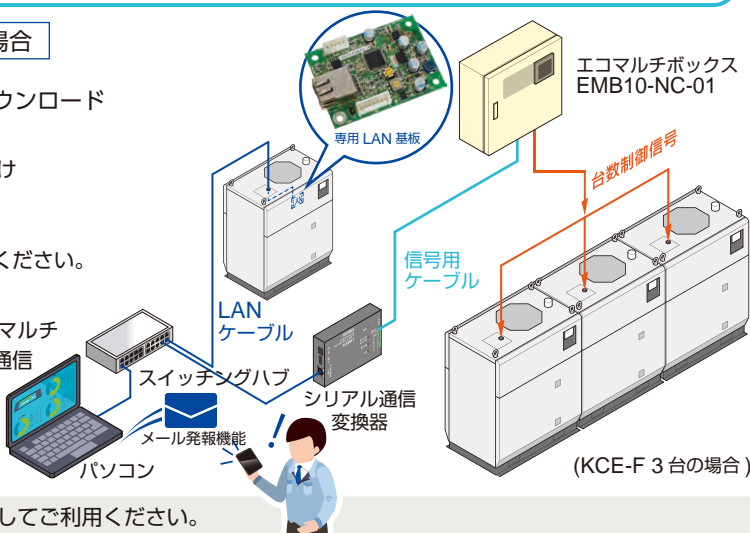 場合
ウンロード
け
ください。
マルチ
通信
専用 LAN 基板
エコマルチボックス
EMB10-NC-01
台数制御信号
信号用
ケーブル
LAN
ケーブル
スイッチングハブ
シリアル通信
変換器
メール発報機能
パソコン
(KCE-F 3 台の場合 )
してご利用ください。